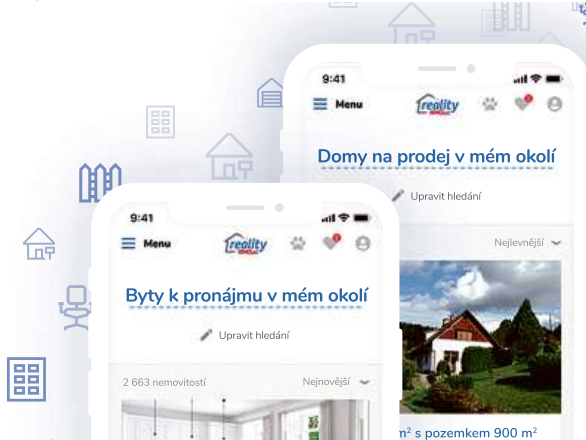 9:41
Menu
reality
Domy na prodej v mém okolí
Upravit hledání
Nejlevnější
m² s pozemkem 900 m²
9:41
Menu
reality
Byty k pronájmu v mém okolí
Upravit hledání
2 663 nemovitostí
Nejnovější